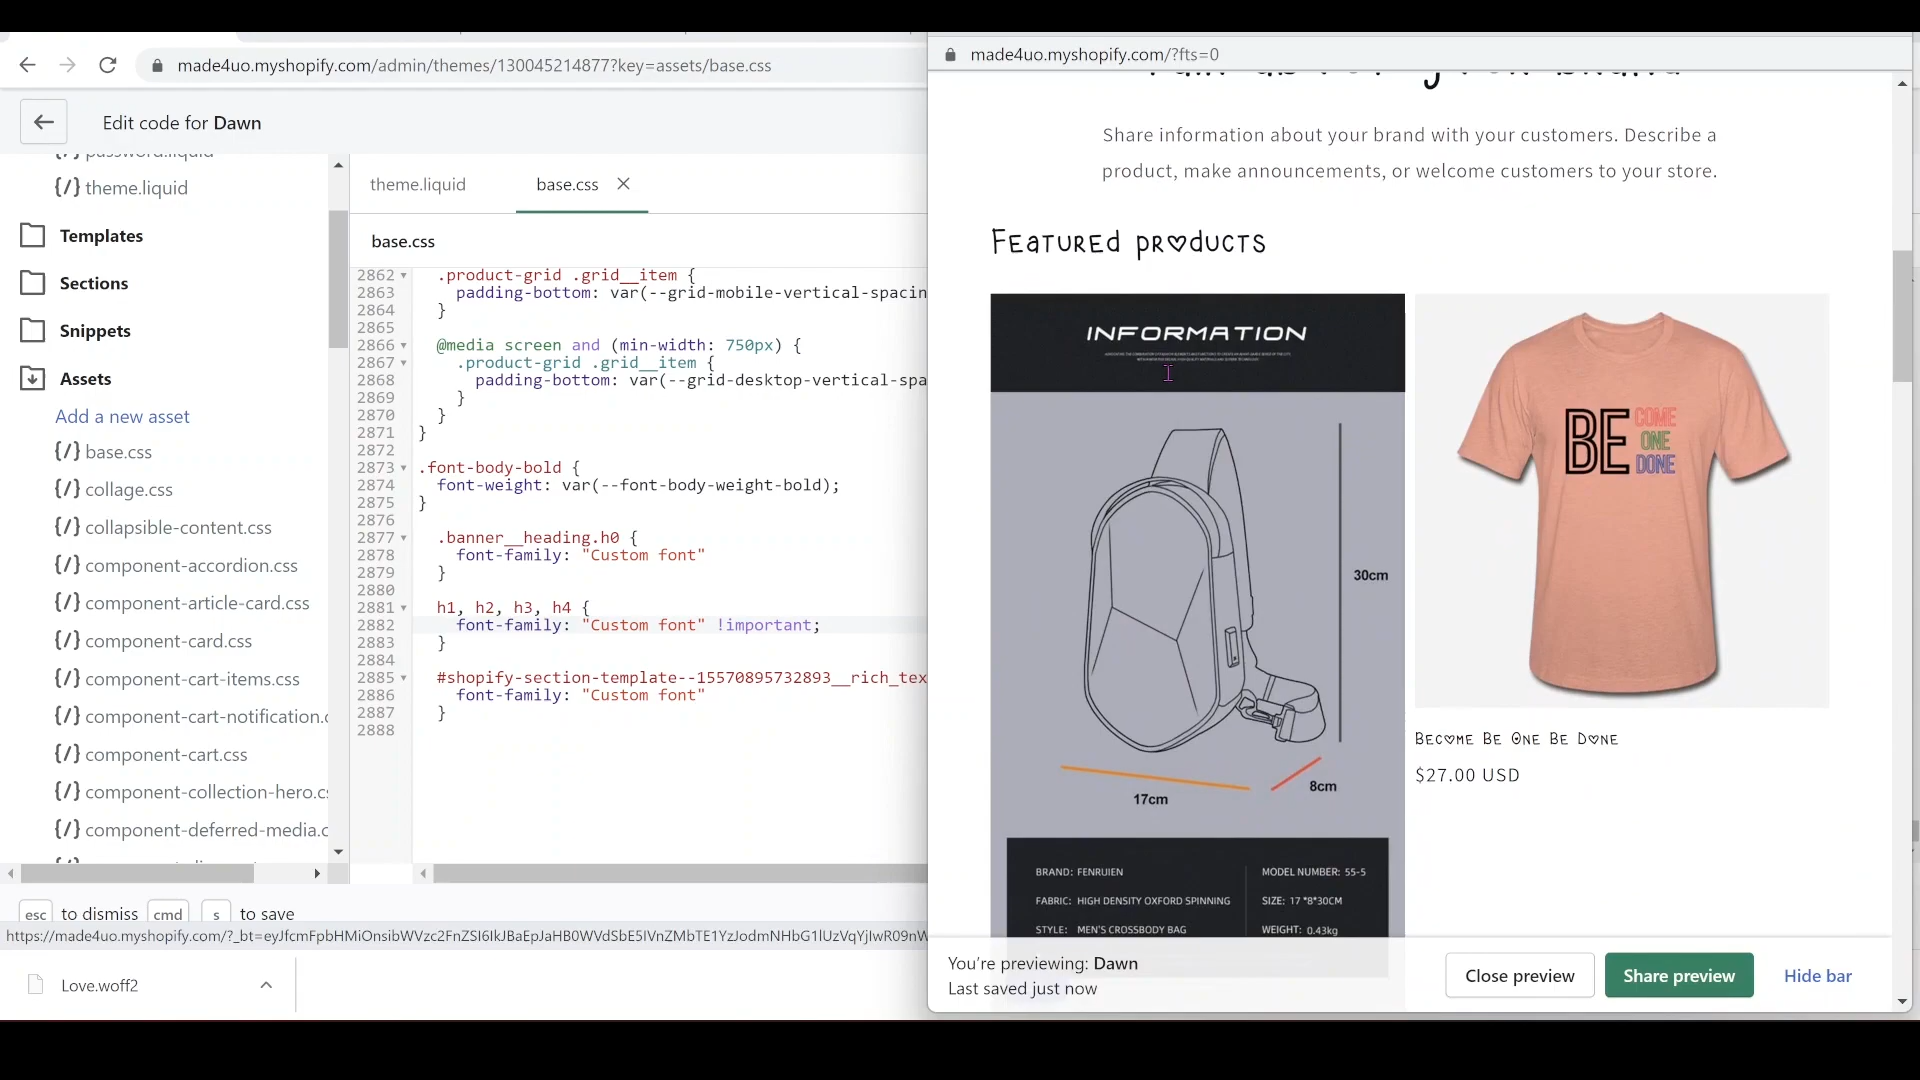 made4uo.myshopify.com/admin/themes/130045214877?key=assets/base.css
Edit code for Dawn
password.liquid
{/} theme.liquid
Templates
Sections
Snippets
Assets
Add a new asset
{/} base.css
{/} collage.css
{/} collapsible-content.css
{/} component-accordion.css
{/} component-article-card.css
{/} component-card.css
{/} component-cart-items.css
{/} component-cart-notification.c
{/} component-cart.css
{/} component-collection-hero.cs
{/} component-deferred-media.c
esc to dismiss cmd s to save
theme.liquid base.css
base.css
2862 .product-grid .grid__item {
2863 padding-bottom: var(--grid-mobile-vertical-spacin
2864 }
2865
2866 @media screen and (min-width: 750px) {
2867 .product-grid .grid__item {
2868 padding-bottom: var(--grid-desktop-vertical-spa
2869 }
2870 }
2871 }
2872
2873 .font-body-bold {
2874 font-weight: var(--font-body-weight-bold);
2875 }
2876
2877 .banner__heading.h0 {
2878 font-family: "Custom font"
2879 }
2880
2881 h1, h2, h3, h4 {
2882 font-family: "Custom font" !important;
2883 }
2884
2885 #shopify-section-template--15570895732893__rich_tex
2886 font-family: "Custom font"
2887 }
2888
Love.woff2
made4uo.myshopify.com/?fts=0
Share information about your brand with your customers. Describe a
product, make announcements, or welcome customers to your store.
Featured products
INFORMATION
30cm
17cm
8cm
BRAND: FENRUIEN MODEL NUMBER: 55-5
FABRIC: HIGH DENSITY OXFORD SPINNING SIZE: 17 *8*30CM
STYLE: MEN'S CROSSBODY BAG WEIGHT: 0.43kg
BE COME
ONE
DONE
Become Be One Be Done
$27.00 USD
You're previewing: Dawn
Last saved just now
Close preview Share preview Hide bar